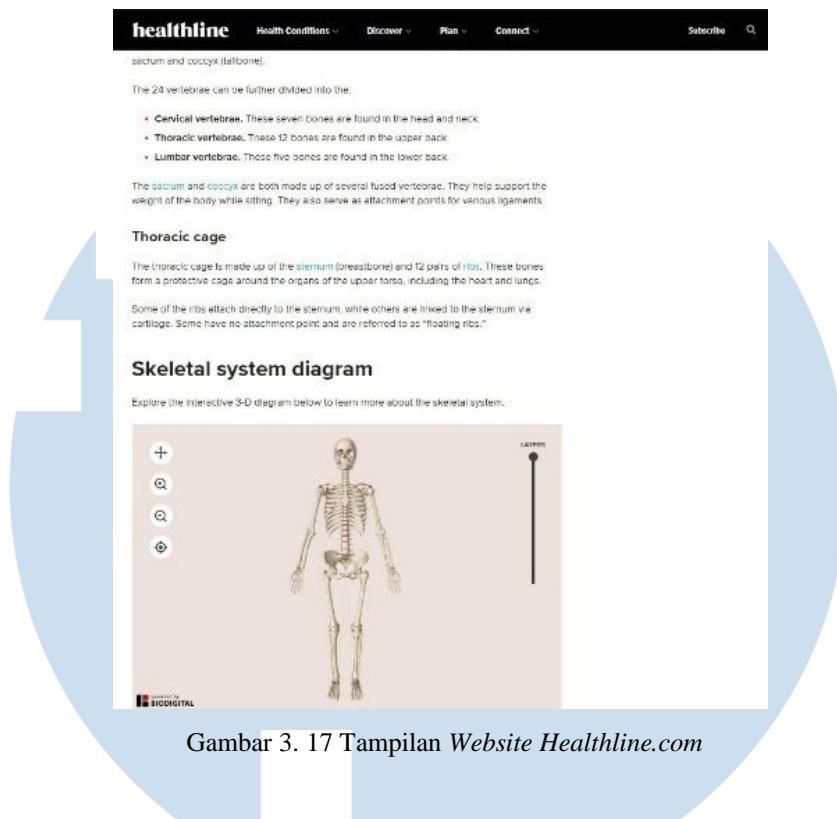 healthline Health Conditions Discover Plan Connect Subscribe
sacrum and coccyx (tailbone).
The 24 vertebrae can be further divided into the:
• Cervical vertebrae. These seven bones are found in the head and neck.
• Thoracic vertebrae. These 12 bones are found in the upper back.
• Lumbar vertebrae. These five bones are found in the lower back.
The sacrum and coccyx are both made up of several fused vertebrae. They help support the
weight of the body while sitting. They also serve as attachment points for various ligaments.
Thoracic cage
The thoracic cage is made up of the sternum (breastbone) and 12 pairs of ribs. These bones
form a protective cage around the organs of the upper torso, including the heart and lungs.
Some of the ribs attach directly to the sternum, while others are linked to the sternum via
cartilage. Some have no attachment point and are referred to as “floating ribs.”
Skeletal system diagram
Explore the interactive 3-D diagram below to learn more about the skeletal system.
LAYERS
powered by
BIODIGITAL
Gambar 3. 17 Tampilan Website Healthline.com